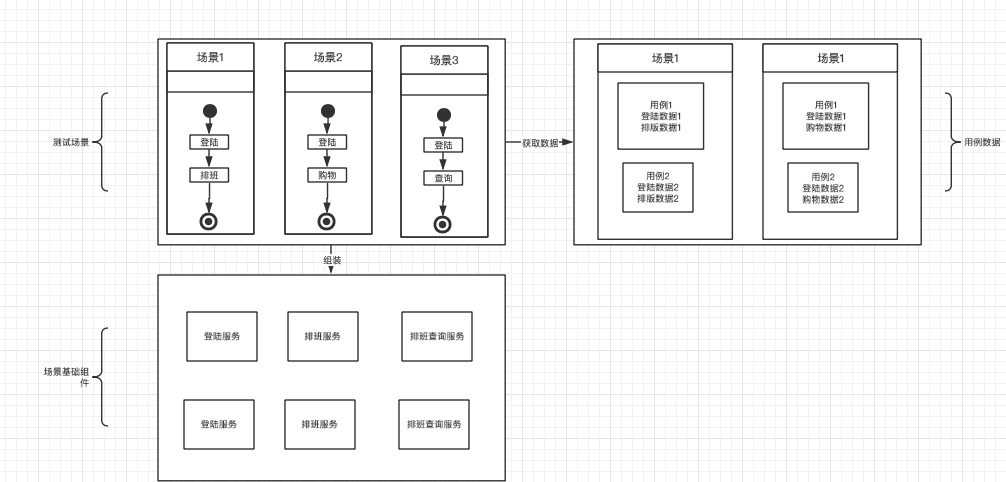 场景1
场景2
场景3
登陆
排班
登陆
购物
登陆
查询
测试场景
获取数据
场景1
场景1
用例1
登陆数据1
排版数据1
用例1
登陆数据1
购物数据1
用例2
登陆数据2
排版数据2
用例2
登陆数据2
购物数据2
用例数据
组装
登陆服务
排班服务
排班查询服务
场景基础组
件
登陆服务
排班服务
排班查询服务